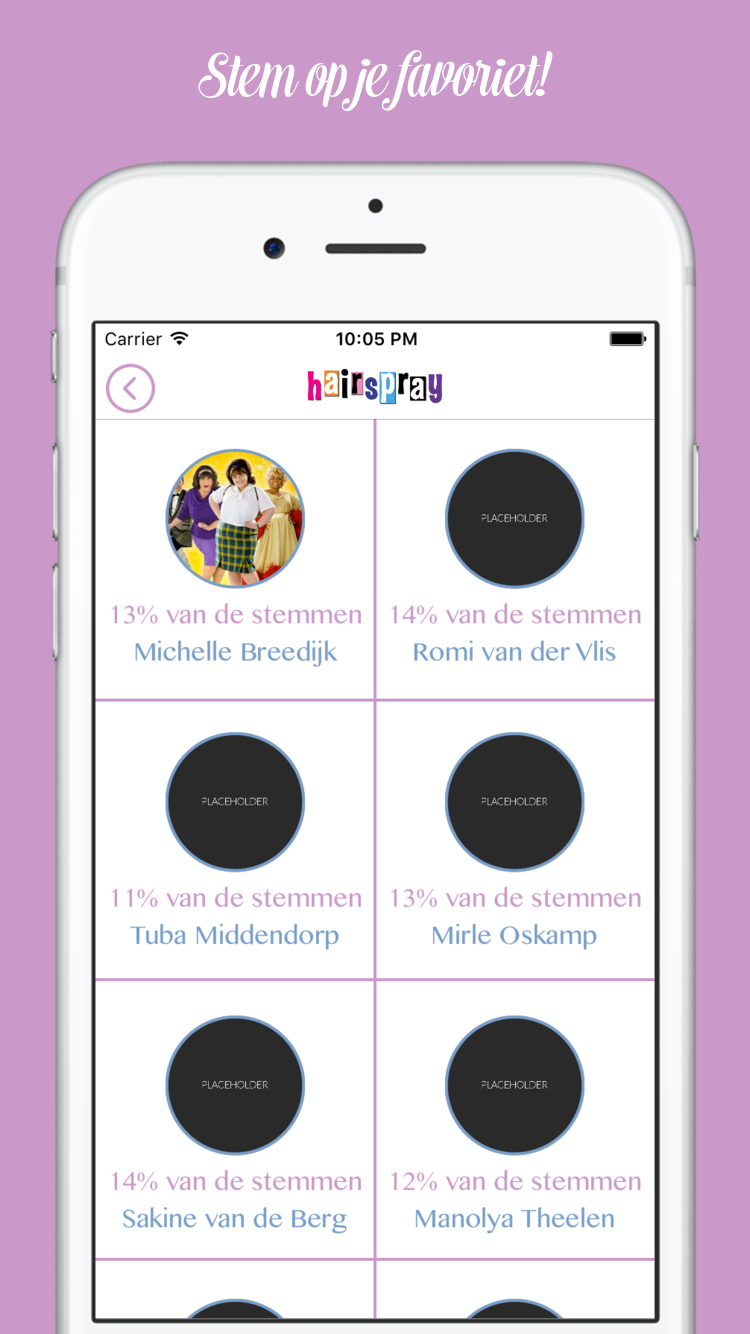 Stem op je favoriet!
Carrier 10:05 PM
hairspray
PLACEHOLDER
13% van de stemmen 14% van de stemmen
Michelle Breedijk Romi van der Vlis
PLACEHOLDER PLACEHOLDER
11% van de stemmen 13% van de stemmen
Tuba Middendorp Mirle Oskamp
PLACEHOLDER PLACEHOLDER
14% van de stemmen 12% van de stemmen
Sakine van de Berg Manolya Theelen